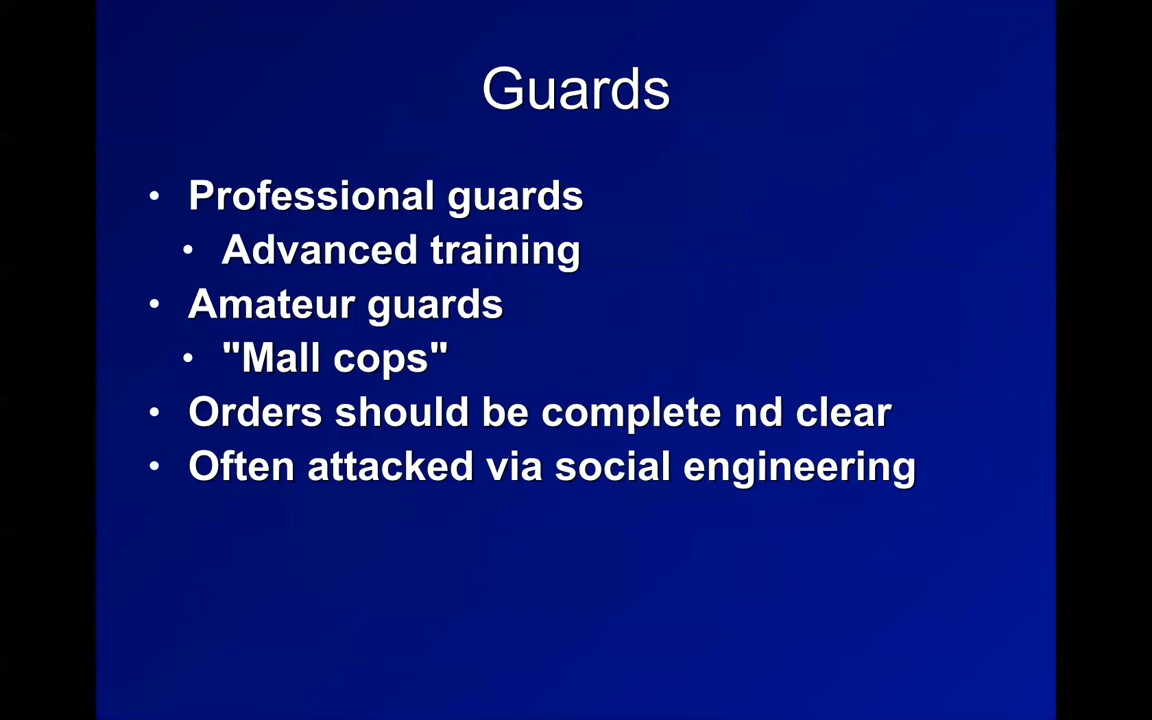 Guards
• Professional guards
• Advanced training
• Amateur guards
• "Mall cops"
• Orders should be complete nd clear
• Often attacked via social engineering